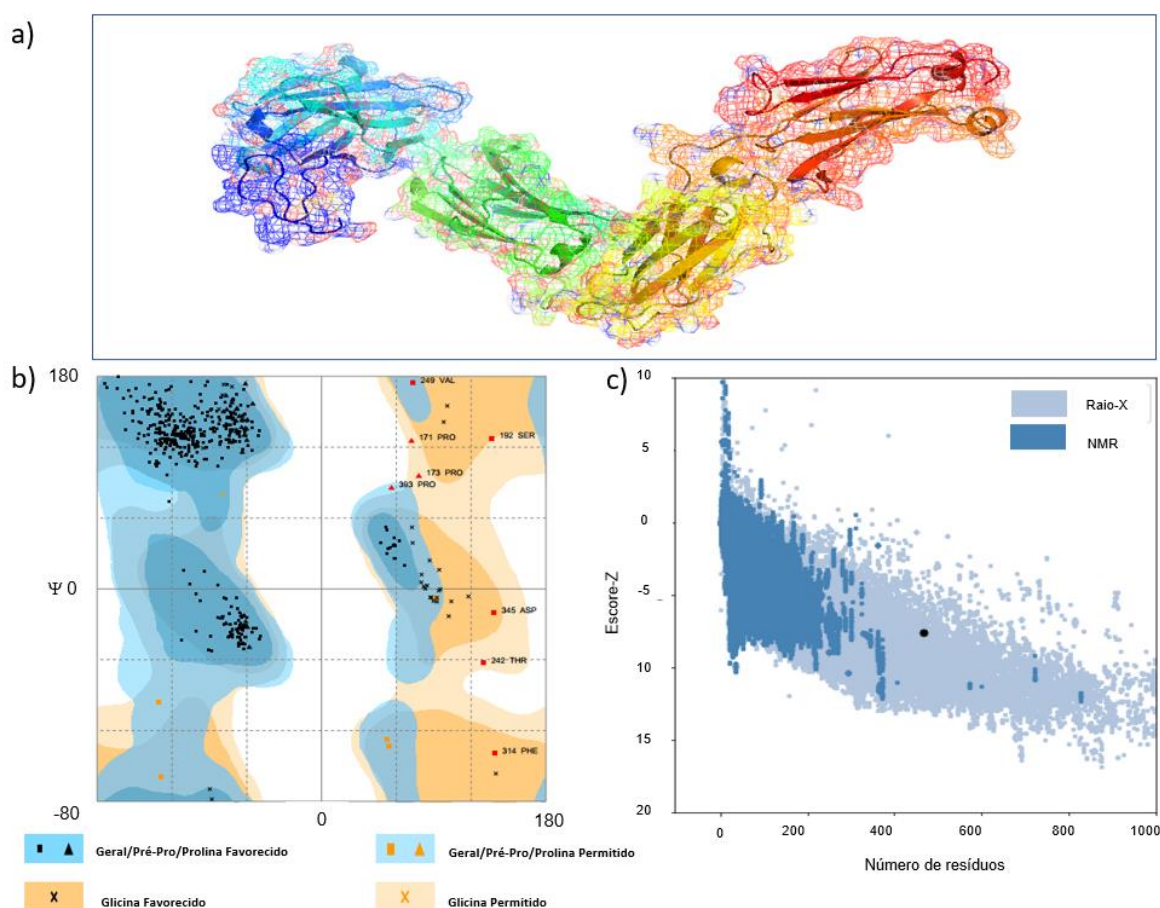 a)
b)
180
249 VAL
171 PRO
192 SER
173 PRO
393 PRO
Ψ 0
345 ASP
242 THR
314 PHE
-80
0
180
Geral/Pré-Pro/Prolina Favorecido
Geral/Pré-Pro/Prolina Permitido
Glicina Favorecido
Glicina Permitido
c)
10
Raio-X
NMR
5
0
-5
Escore-Z
10
15
20
0
200
400
600
800
1000
Número de resíduos